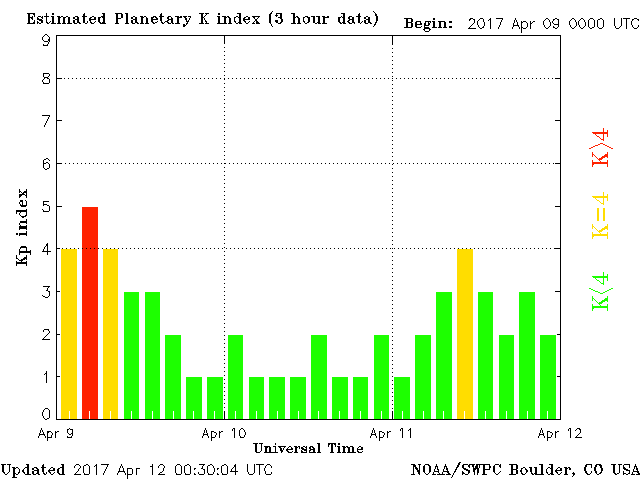 Estimated Planetary K index (3 hour data) Begin: 2017 Apr 09 0000 UTC
9
8
7
6
5
4
3
2
1
0
Kp index
K>4
K=4
K<4
Apr 9 Apr 10 Apr 11 Apr 12
Universal Time
Updated 2017 Apr 12 00:30:04 UTC NOAA/SWPC Boulder, CO USA